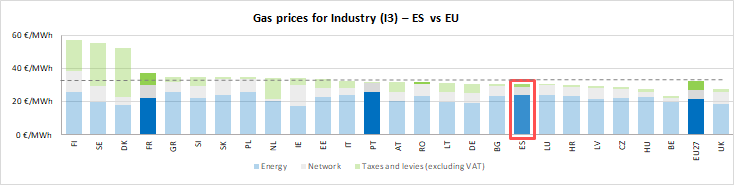 Gas prices for Industry (I3) – ES vs EU
60 €/MWh
40 €/MWh
20 €/MWh
0 €/MWh
FI SE DK FR GR SI SK PL NL IE EE IT PT AT RO LT DE BG ES LU HR LV CZ HU BE EU27 UK
Energy Network Taxes and levies (excluding VAT)